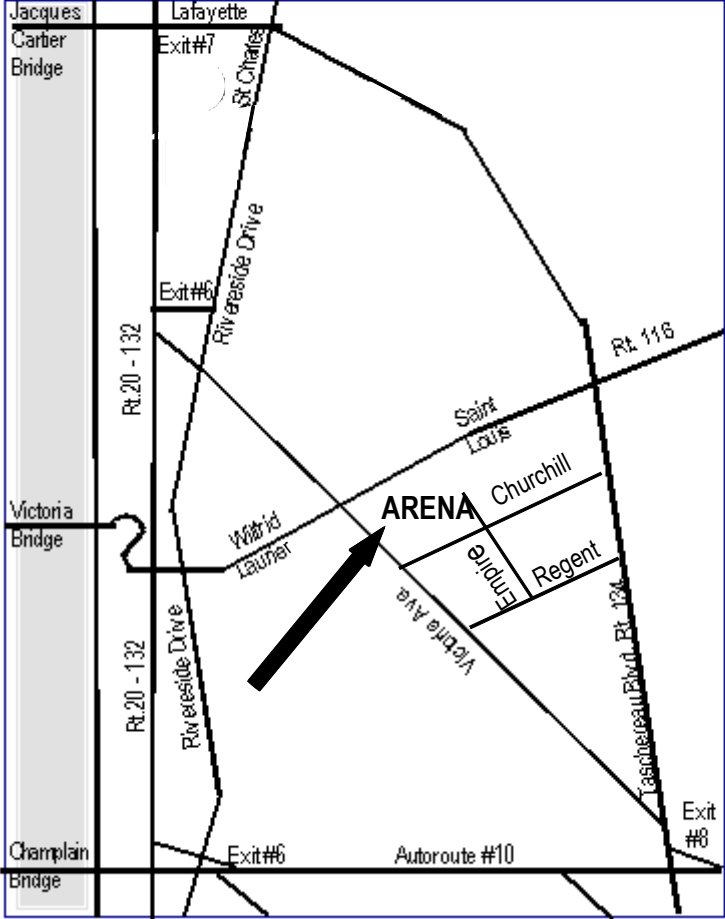 Jacques
Cartier
Bridge
Lafayette
Exit#7
St Charles
Rivereside Drive
Exit#6
Rt.20 - 132
Rt. 116
Saint
Louis
Churchill
ARENA
Victoria
Bridge
Wilfrid
Laurier
Empire
Regent
Victoria Ave.
Rt.20 - 132
Rivereside Drive
Taschereau Blvd. Rt. 134
Exit
#8
Champlain
Bridge
Exit#6
Autoroute #10